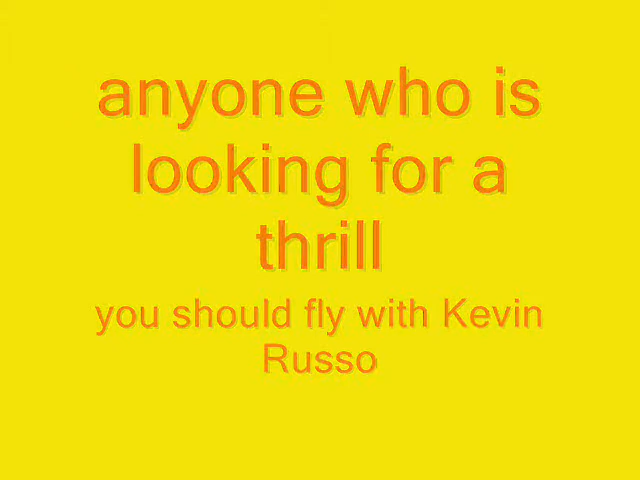 anyone who is
looking for a
thrill
you should fly with Kevin
Russo